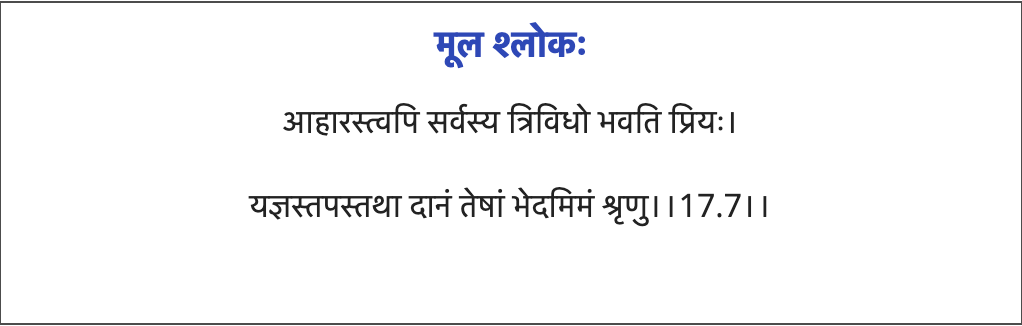 मूल श्लोकः
आहारस्त्वपि सर्वस्य त्रिविधो भवति प्रियः।
यज्ञस्तपस्तथा दानं तेषां भेदमिमं श्रृणु।।17.7।।